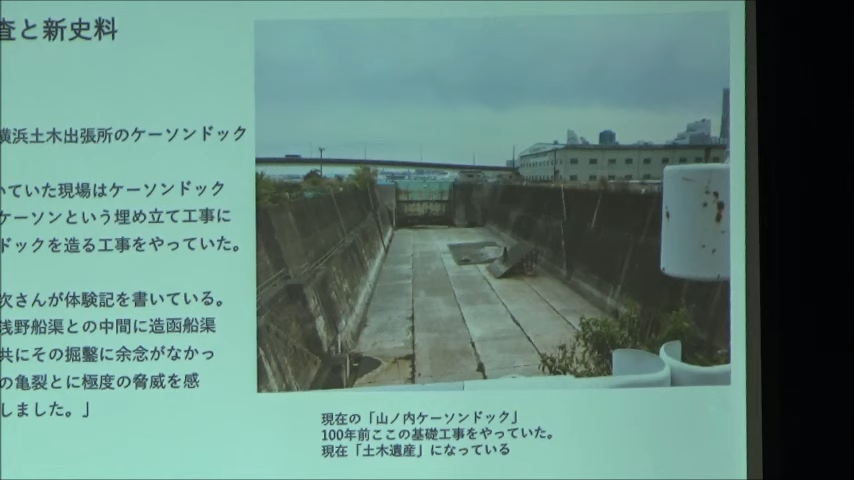 査と新史料
横浜土木出張所のケーソンドック
いていた現場はケーソンドック
ケーソンという埋め立て工事に
ドックを造る工事をやっていた。
次さんが体験記を書いている。
浅野船渠との中間に造函船渠
共にその掘鑿に余念がなかっ
の亀裂とに極度の脅威を感
しました。」
現在の「山ノ内ケーソンドック」
100年前ここの基礎工事をやっていた。
現在「土木遺産」になっている